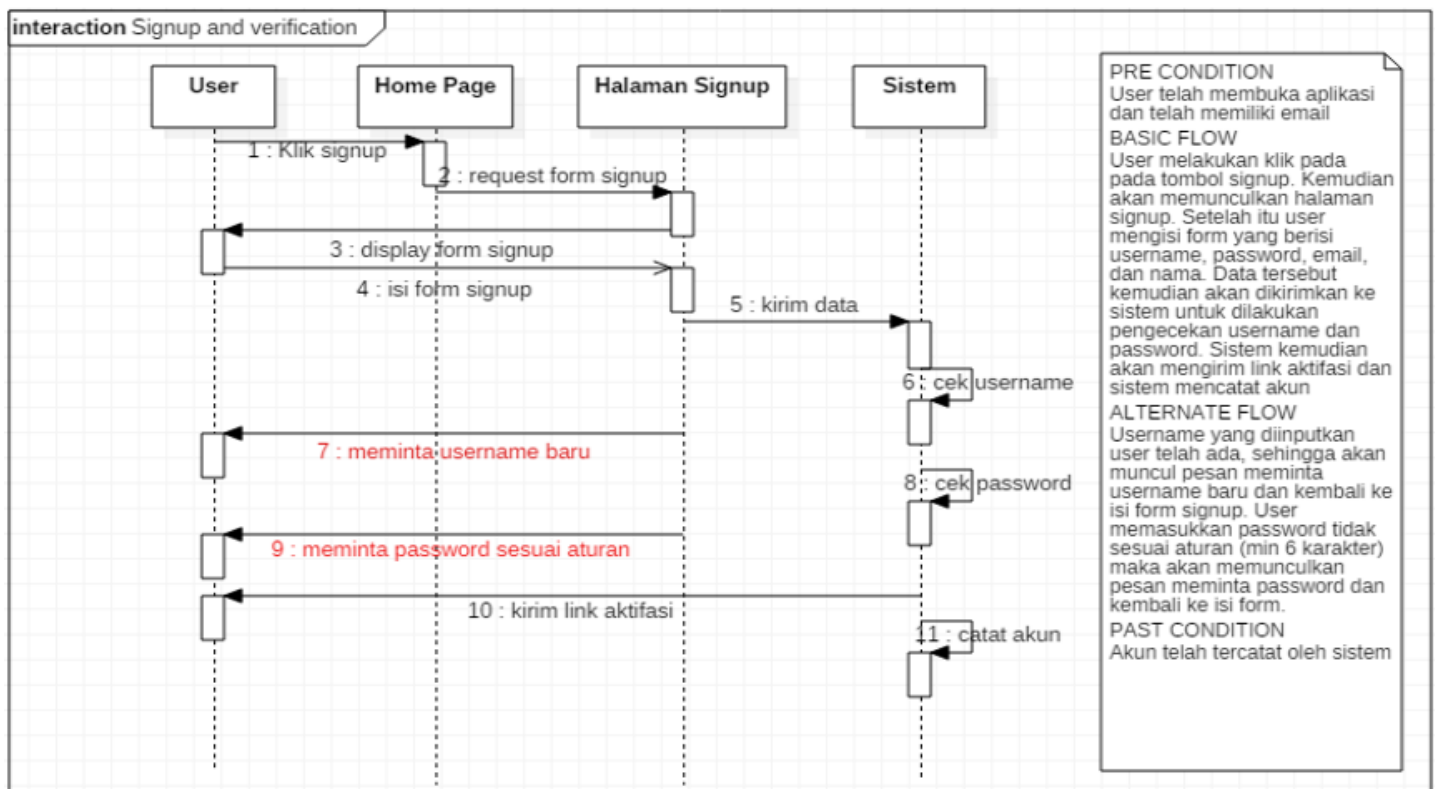 interaction Signup and verification
User
Home Page
Halaman Signup
Sistem
1 : Klik signup
2 : request form signup
3 : display form signup
4 : isi form signup
5 : kirim data
6 : cek username
7 : meminta username baru
8 : cek password
9 : meminta password sesuai aturan
10 : kirim link aktifasi
11 : catat akun
PRE CONDITION
User telah membuka aplikasi
dan telah memiliki email
BASIC FLOW
User melakukan klik pada
pada tombol signup. Kemudian
akan memunculkan halaman
signup. Setelah itu user
mengisi form yang berisi
username, password, email,
dan nama. Data tersebut
kemudian akan dikirimkan ke
sistem untuk dilakukan
pengecekan username dan
password. Sistem kemudian
akan mengirim link aktifasi dan
sistem mencatat akun
ALTERNATE FLOW
Username yang diinputkan
user telah ada, sehingga akan
muncul pesan meminta
username baru dan kembali ke
isi form signup. User
memasukkan password tidak
sesuai aturan (min 6 karakter)
maka akan memunculkan
pesan meminta password dan
kembali ke isi form.
PAST CONDITION
Akun telah tercatat oleh sistem